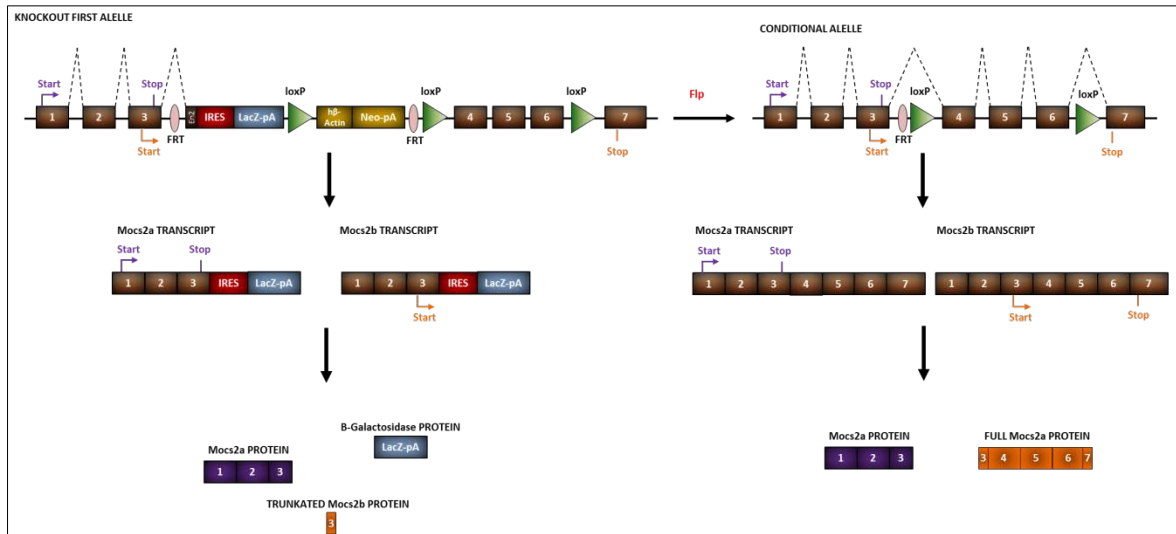 KNOCKOUT FIRST ALELLE
CONDITIONAL ALELLE
Start
Stop
loxP
loxP
loxP
1
2
3
En2
IRES
LacZ-pA
hβ-
Actin
Neo-pA
4
5
6
7
Start
FRT
FRT
Stop
Flp
Start
Stop
loxP
loxP
1
2
3
4
5
6
7
Start
FRT
Stop
Mocs2a TRANSCRIPT
Start
Stop
1
2
3
IRES
LacZ-pA
Mocs2b TRANSCRIPT
1
2
3
IRES
LacZ-pA
Start
Mocs2a TRANSCRIPT
Start
Stop
1
2
3
4
5
6
7
Mocs2b TRANSCRIPT
1
2
3
4
5
6
7
Start
Stop
B-Galactosidase PROTEIN
LacZ-pA
Mocs2a PROTEIN
1
2
3
TRUNKATED Mocs2b PROTEIN
3
Mocs2a PROTEIN
1
2
3
FULL Mocs2a PROTEIN
3
4
5
6
7